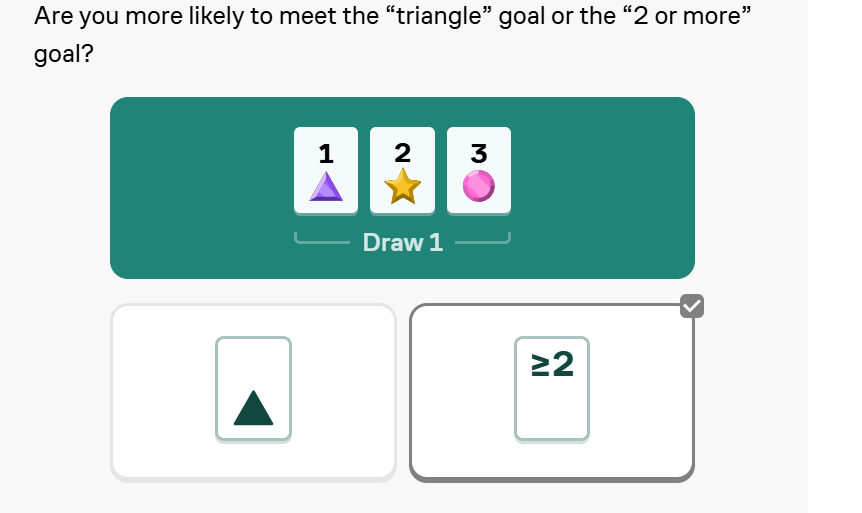 Are you more likely to meet the “triangle” goal or the “2 or more”
goal?
1 2 3
Draw 1
≥2